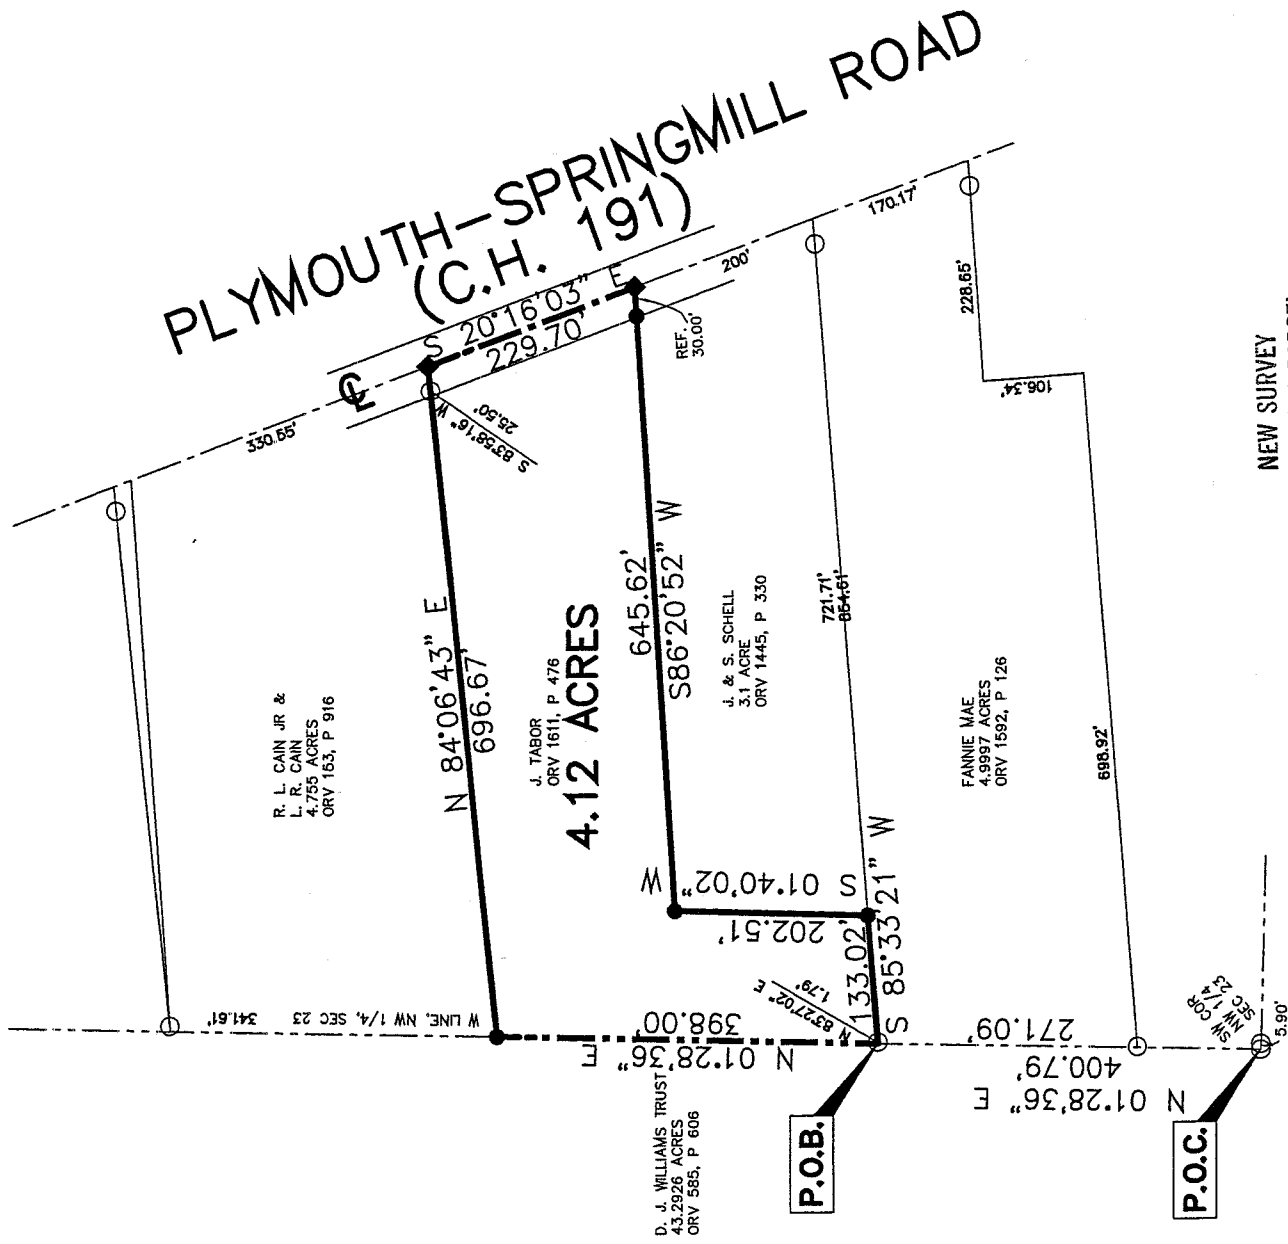 PLYMOUTH-SPRINGMILL ROAD
(C.H. 191)
℄
330.55'
S 20°16'03" E
229.70'
200'
170.17'
REF.
30.00'
S 83°58'16" W
25.50'
228.65'
106.34'
N 84°06'43" E
696.67'
R. L. CAIN JR &
L. R. CAIN
4.755 ACRES
ORV 153, P 916
J. TABOR
ORV 1611, P 476
4.12 ACRES
645.62'
S86°20'52" W
J. & S. SCHELL
3.1 ACRE
ORV 1445, P 330
721.71'
854.61'
FANNIE MAE
4.9997 ACRES
ORV 1592, P 126
698.92'
S 01°40'02" W
202.51'
133.02'
S 85°33'21" W
N 83°27'02" E
1.79'
341.61'
W LINE, NW 1/4, SEC 23
398.00'
N 01°28'36" E
271.09'
400.79'
N 01°28'36" E
D. J. WILLIAMS TRUST
43.2926 ACRES
ORV 585, P 606
P.O.B.
P.O.C.
SW COR
NW 1/4
SEC 23
5.90'
NEW SURVEY